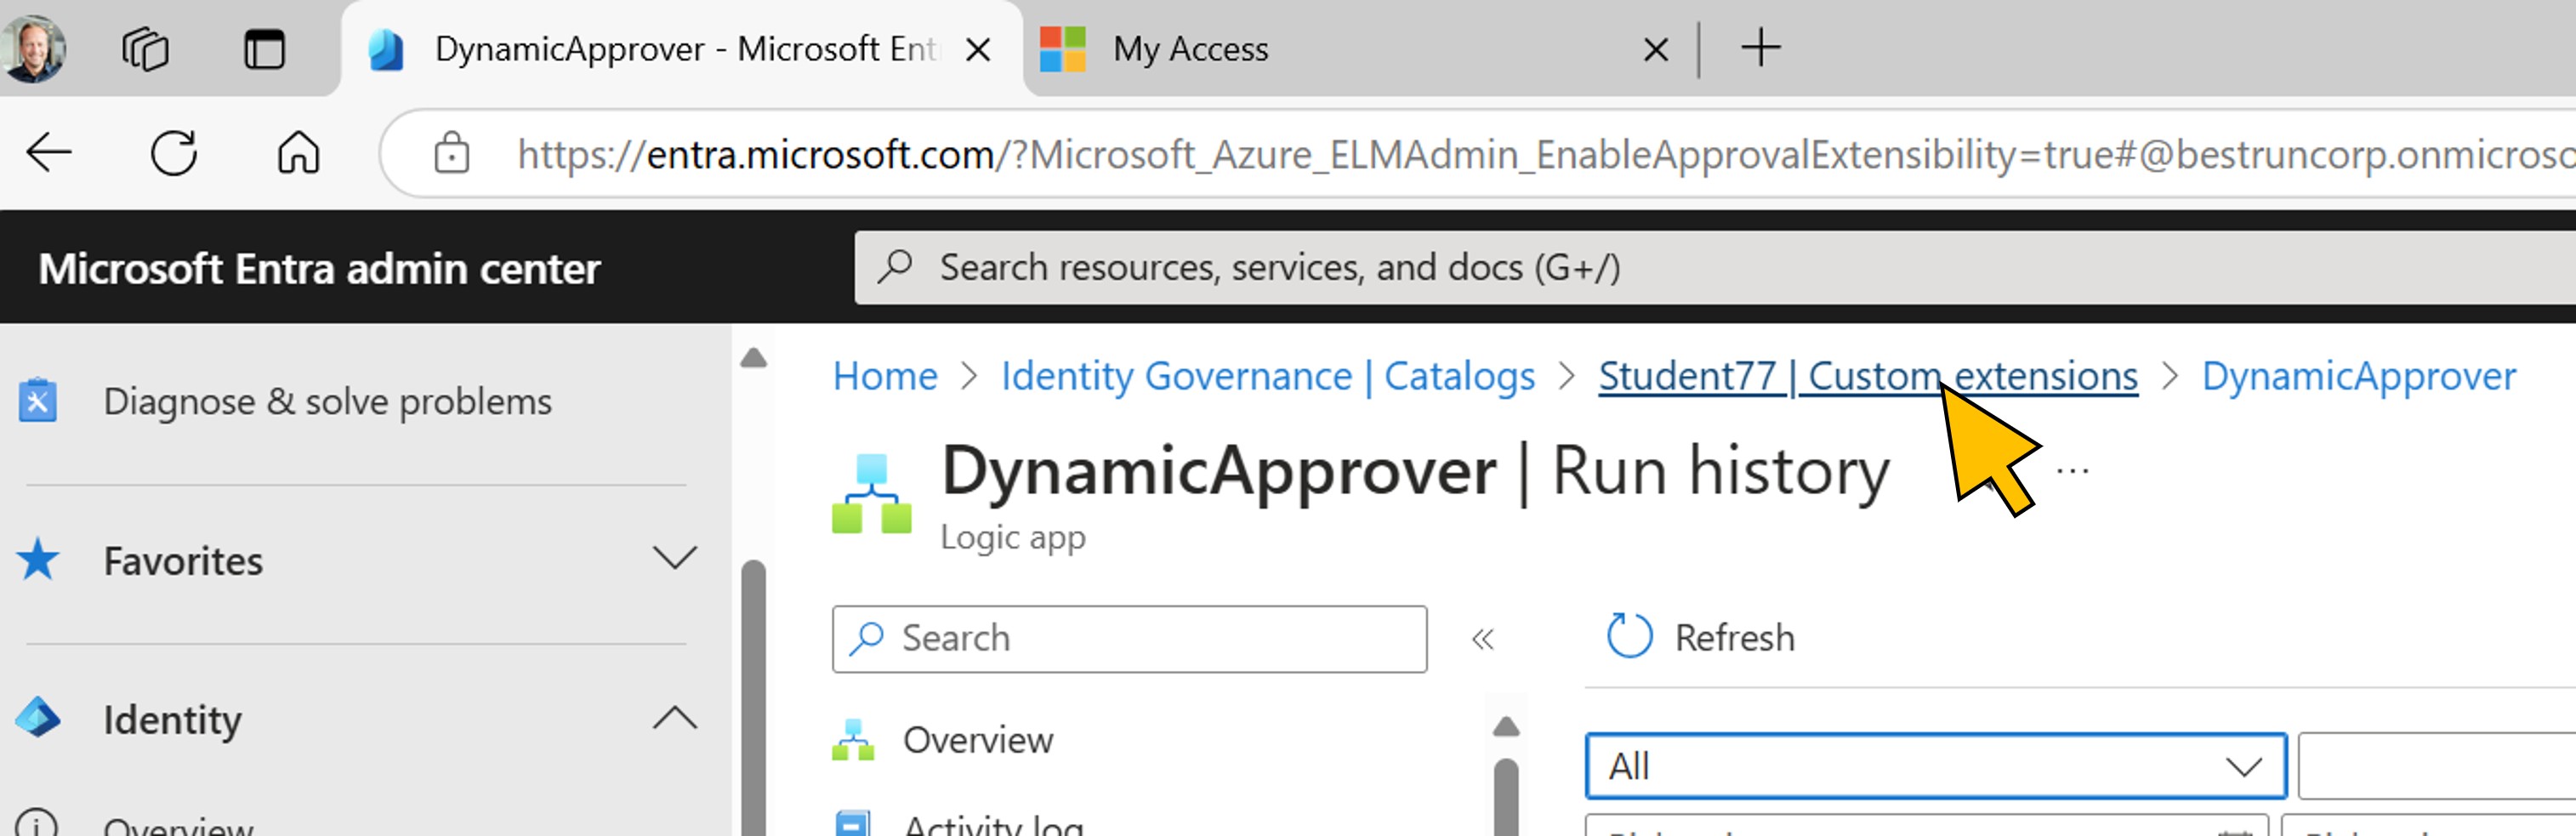 DynamicApprover - Microsoft Ent
My Access
https://entra.microsoft.com/?Microsoft_Azure_ELMAdmin_EnableApprovalExtensibility=true#@bestruncorp.onmicroso
Microsoft Entra admin center
Search resources, services, and docs (G+/)
Home > Identity Governance | Catalogs > Student77 | Custom extensions > DynamicApprover
DynamicApprover | Run history
...
Logic app
Diagnose & solve problems
Favorites
Identity
Overview
Search
«
Refresh
Overview
All
Activity log